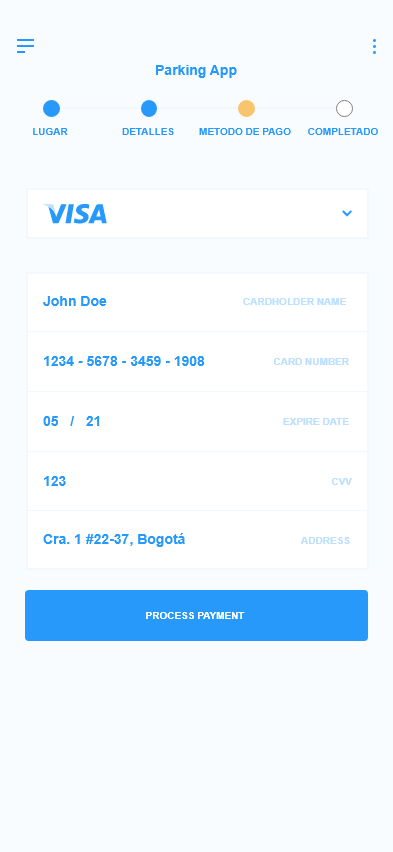 Parking App
LUGAR DETALLES METODO DE PAGO COMPLETADO
VISA
John Doe CARDHOLDER NAME
1234 - 5678 - 3459 - 1908 CARD NUMBER
05 / 21 EXPIRE DATE
123 CVV
Cra. 1 #22-37, Bogotá ADDRESS
PROCESS PAYMENT